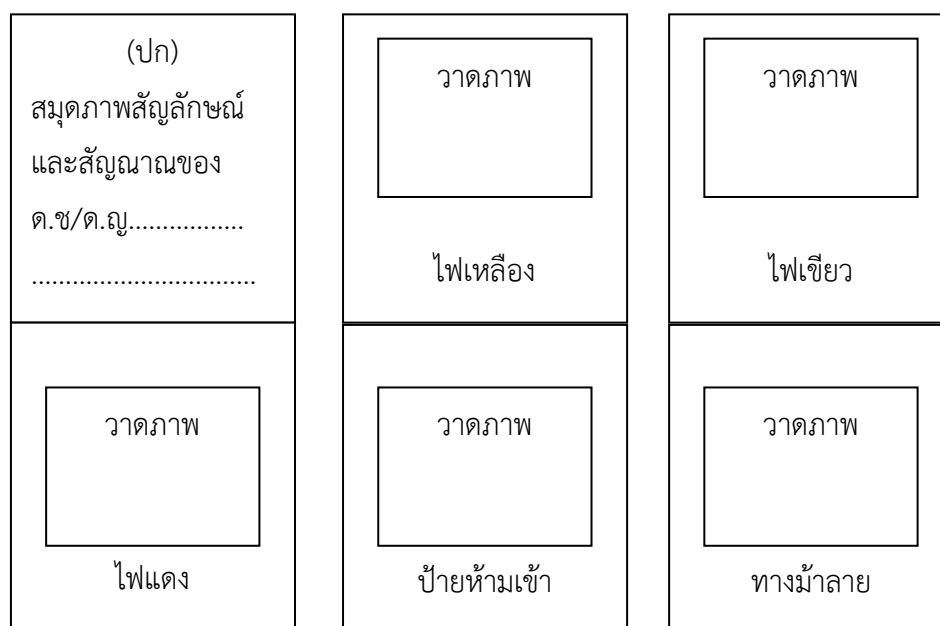 (ปก)
สมุดภาพสัญลักษณ์
และสัญณาณของ
ด.ช/ด.ญ.................
.................................
วาดภาพ
ไฟเหลือง
วาดภาพ
ไฟเขียว
วาดภาพ
ไฟแดง
วาดภาพ
ป้ายห้ามเข้า
วาดภาพ
ทางม้าลาย